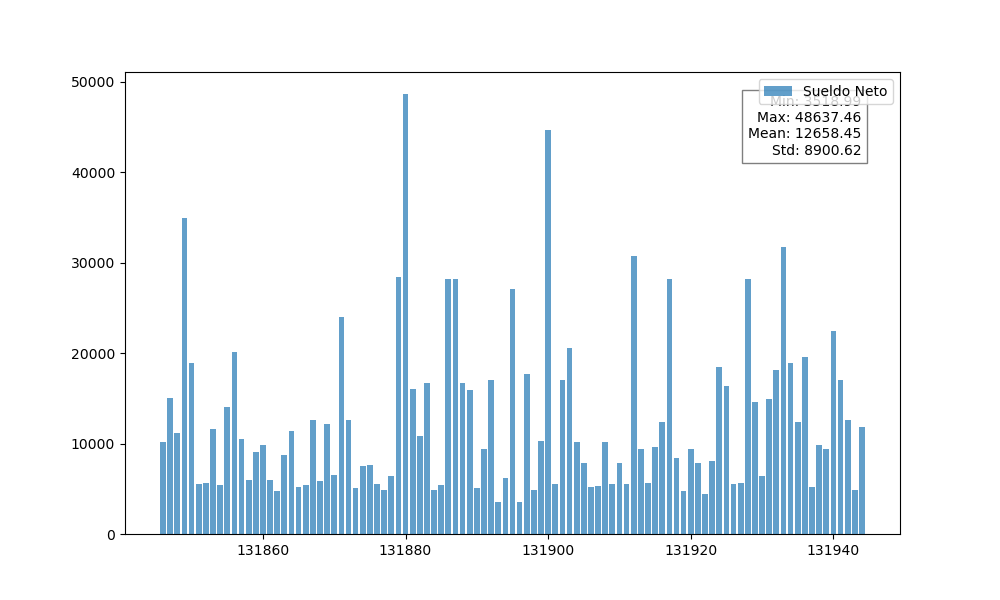 50000
40000
30000
20000
10000
0
131860
131880
131900
131920
131940
Sueldo Neto
Min: 3518.99
Max: 48637.46
Mean: 12658.45
Std: 8900.62